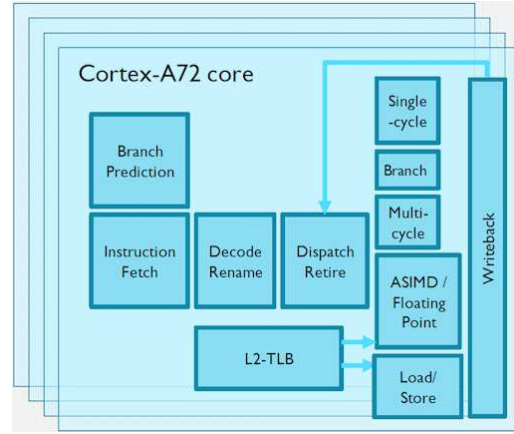 Cortex-A72 core
Branch
Prediction
Instruction
Fetch
Decode
Rename
Dispatch
Retire
Single
-cycle
Branch
Multi-
cycle
ASIMD /
Floating
Point
L2-TLB
Load/
Store
Writeback